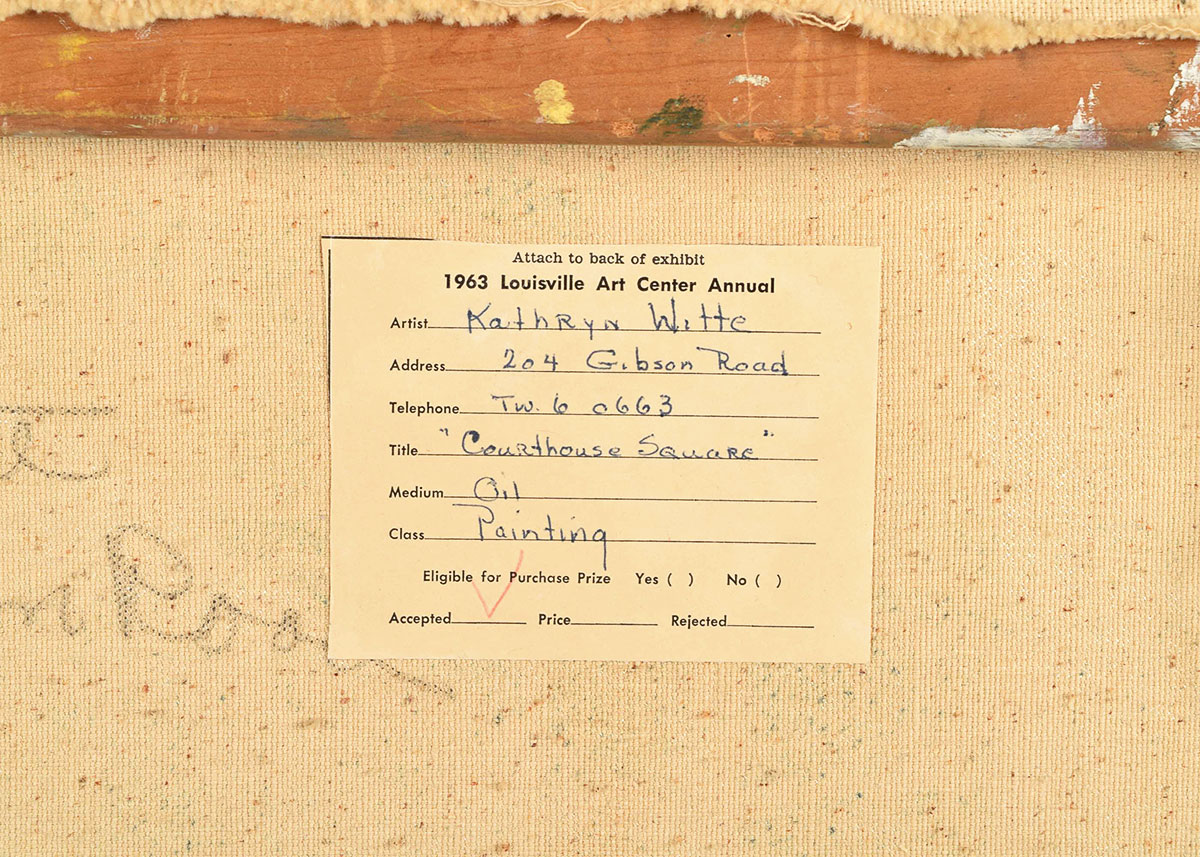 Attach to back of exhibit
1963 Louisville Art Center Annual
Artist Kathryn Witte
Address 204 Gibson Road
Telephone TW. 6 0663
Title "Courthouse Square"
Medium Oil
Class Painting
Eligible for Purchase Prize Yes ( ) No ( )
Accepted √ Price Rejected